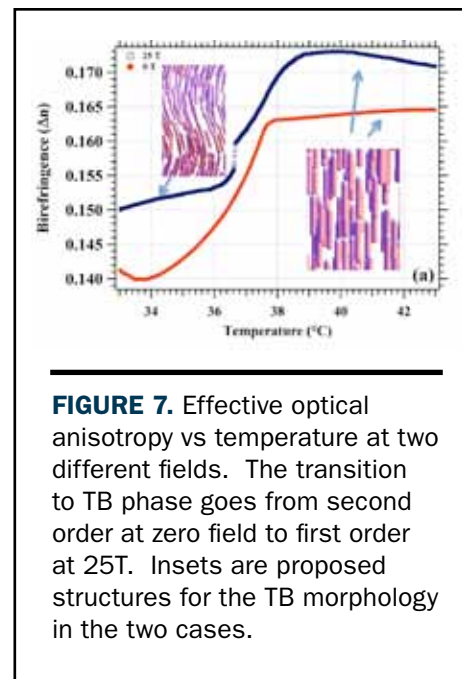 25 T
0 T
0.170
0.165
0.160
0.155
0.150
0.145
0.140
Birefringence (Δn)
(a)
34 36 38 40 42
Temperature (°C)
FIGURE 7. Effective optical
anisotropy vs temperature at two
different fields. The transition
to TB phase goes from second
order at zero field to first order
at 25T. Insets are proposed
structures for the TB morphology
in the two cases.